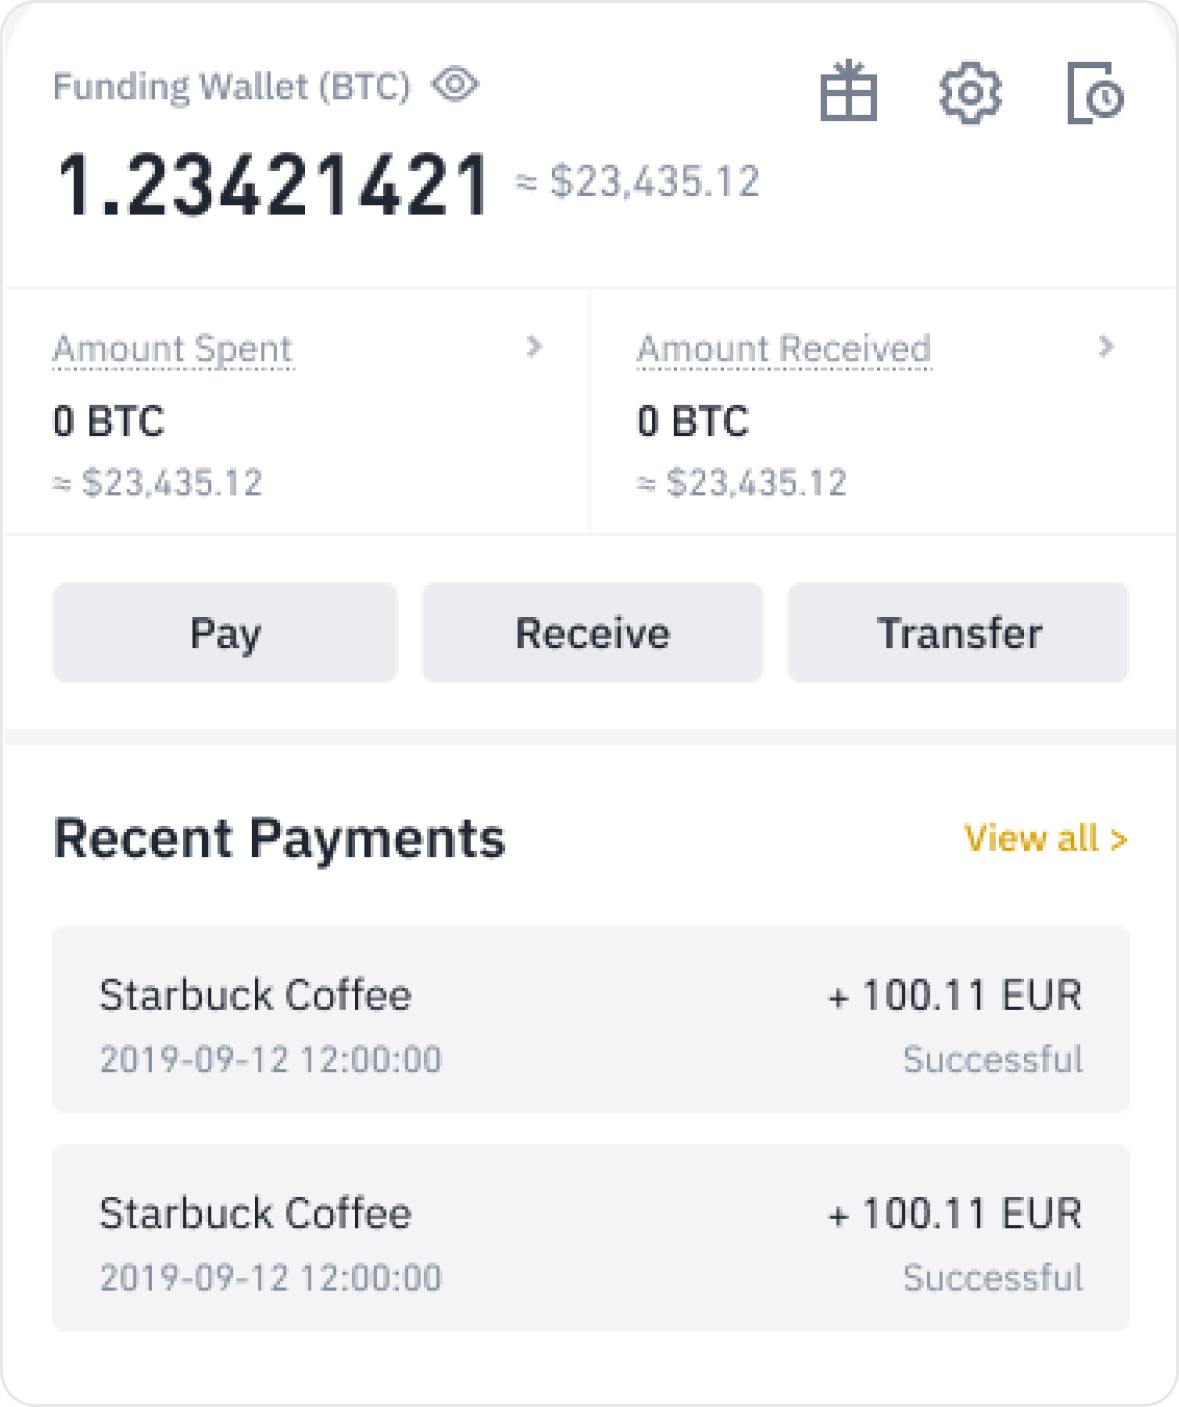 Funding Wallet (BTC)
1.23421421 ≈ $23,435.12
Amount Spent >
0 BTC
≈ $23,435.12
Amount Received >
0 BTC
≈ $23,435.12
Pay
Receive
Transfer
Recent Payments
View all >
Starbuck Coffee
+ 100.11 EUR
2019-09-12 12:00:00
Successful
Starbuck Coffee
+ 100.11 EUR
2019-09-12 12:00:00
Successful